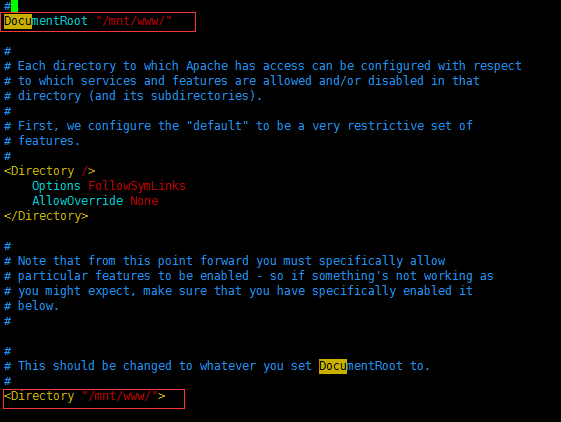 #
DocumentRoot "/mnt/www/"
#
# Each directory to which Apache has access can be configured with respect
# to which services and features are allowed and/or disabled in that
# directory (and its subdirectories).
#
# First, we configure the "default" to be a very restrictive set of
# features.
#
<Directory />
    Options FollowSymLinks
    AllowOverride None
</Directory>
#
# Note that from this point forward you must specifically allow
# particular features to be enabled - so if something's not working as
# you might expect, make sure that you have specifically enabled it
# below.
#
#
# This should be changed to whatever you set DocumentRoot to.
#
<Directory "/mnt/www/">